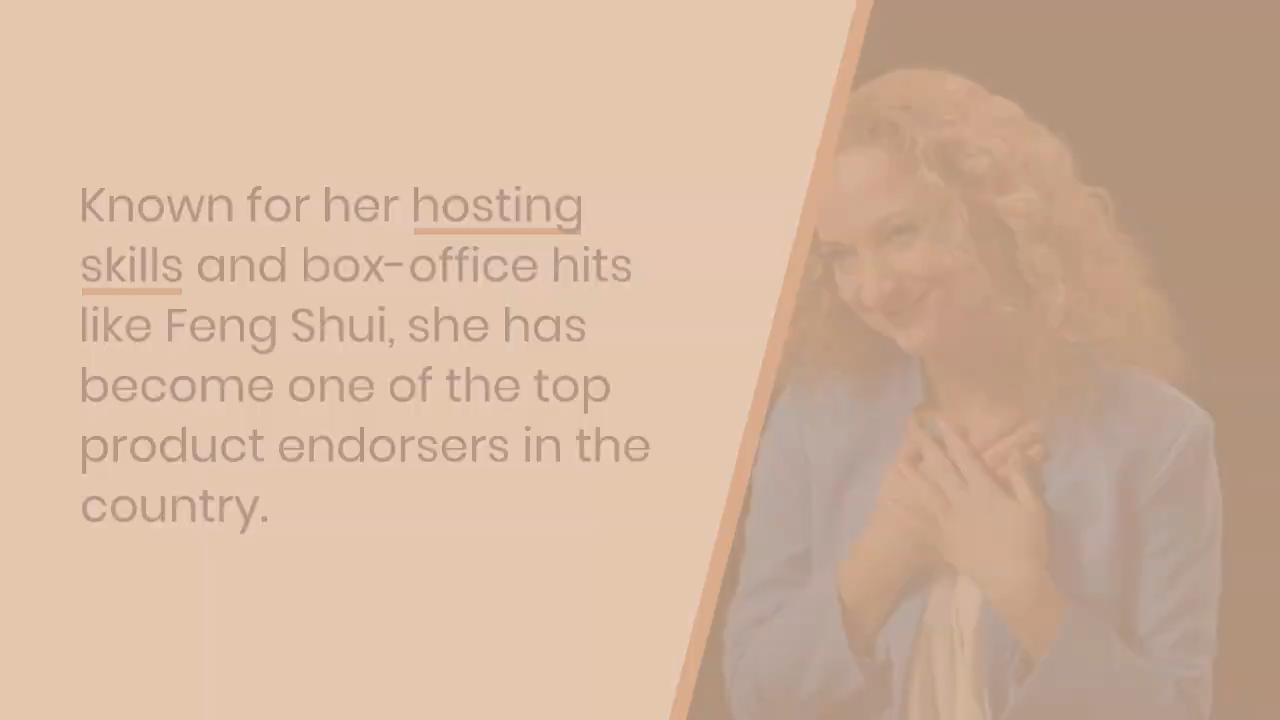 Known for her hosting
skills and box-office hits
like Feng Shui, she has
become one of the top
product endorsers in the
country.